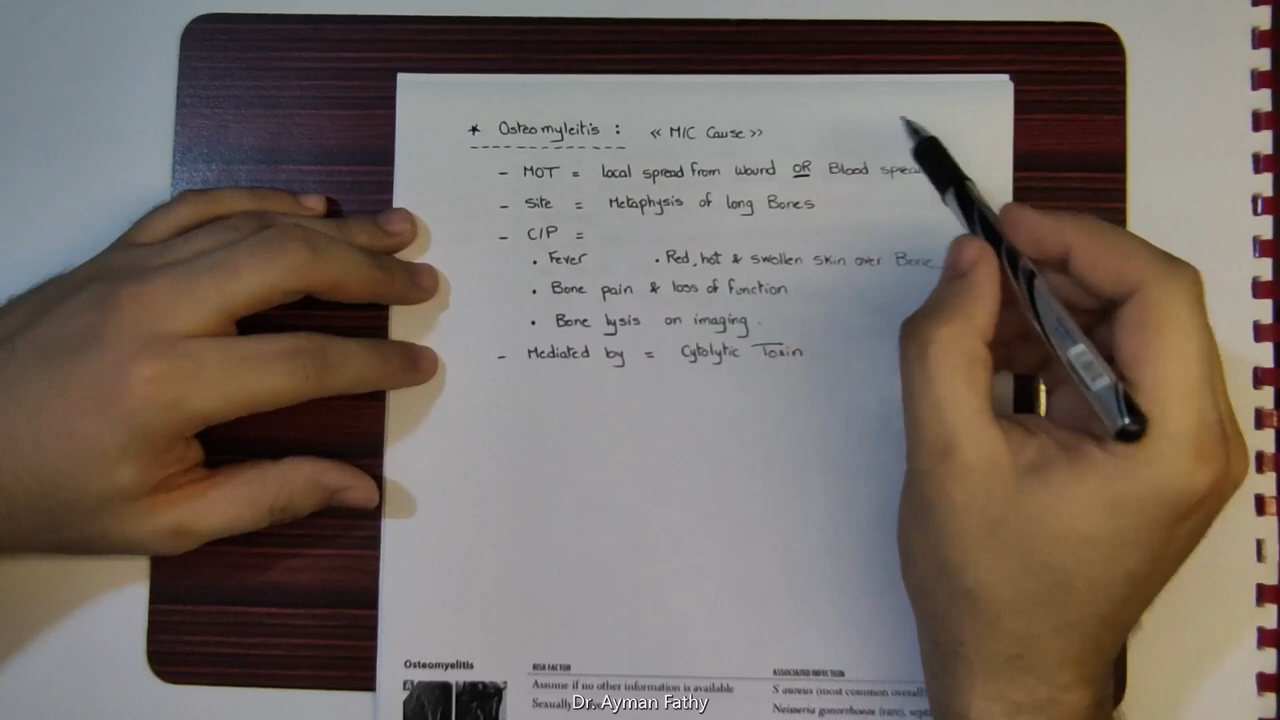 * Osteomyleitis : << M/C Cause >>
- MOT = local spread from wound OR Blood
- Site = Metaphysis of long Bones
- C/P =
• Fever • Red, hot & swollen skin over Bone
• Bone pain & loss of function
• Bone lysis on imaging.
- Mediated by = Cytolytic Toxin
Osteomyelitis RISK FACTOR ASSOCIATED INFECTION
A Assume if no other information is available S aureus (most common overall)
Sexually Neisseria gonorrhoeae (rare),
Dr. Ayman Fathy